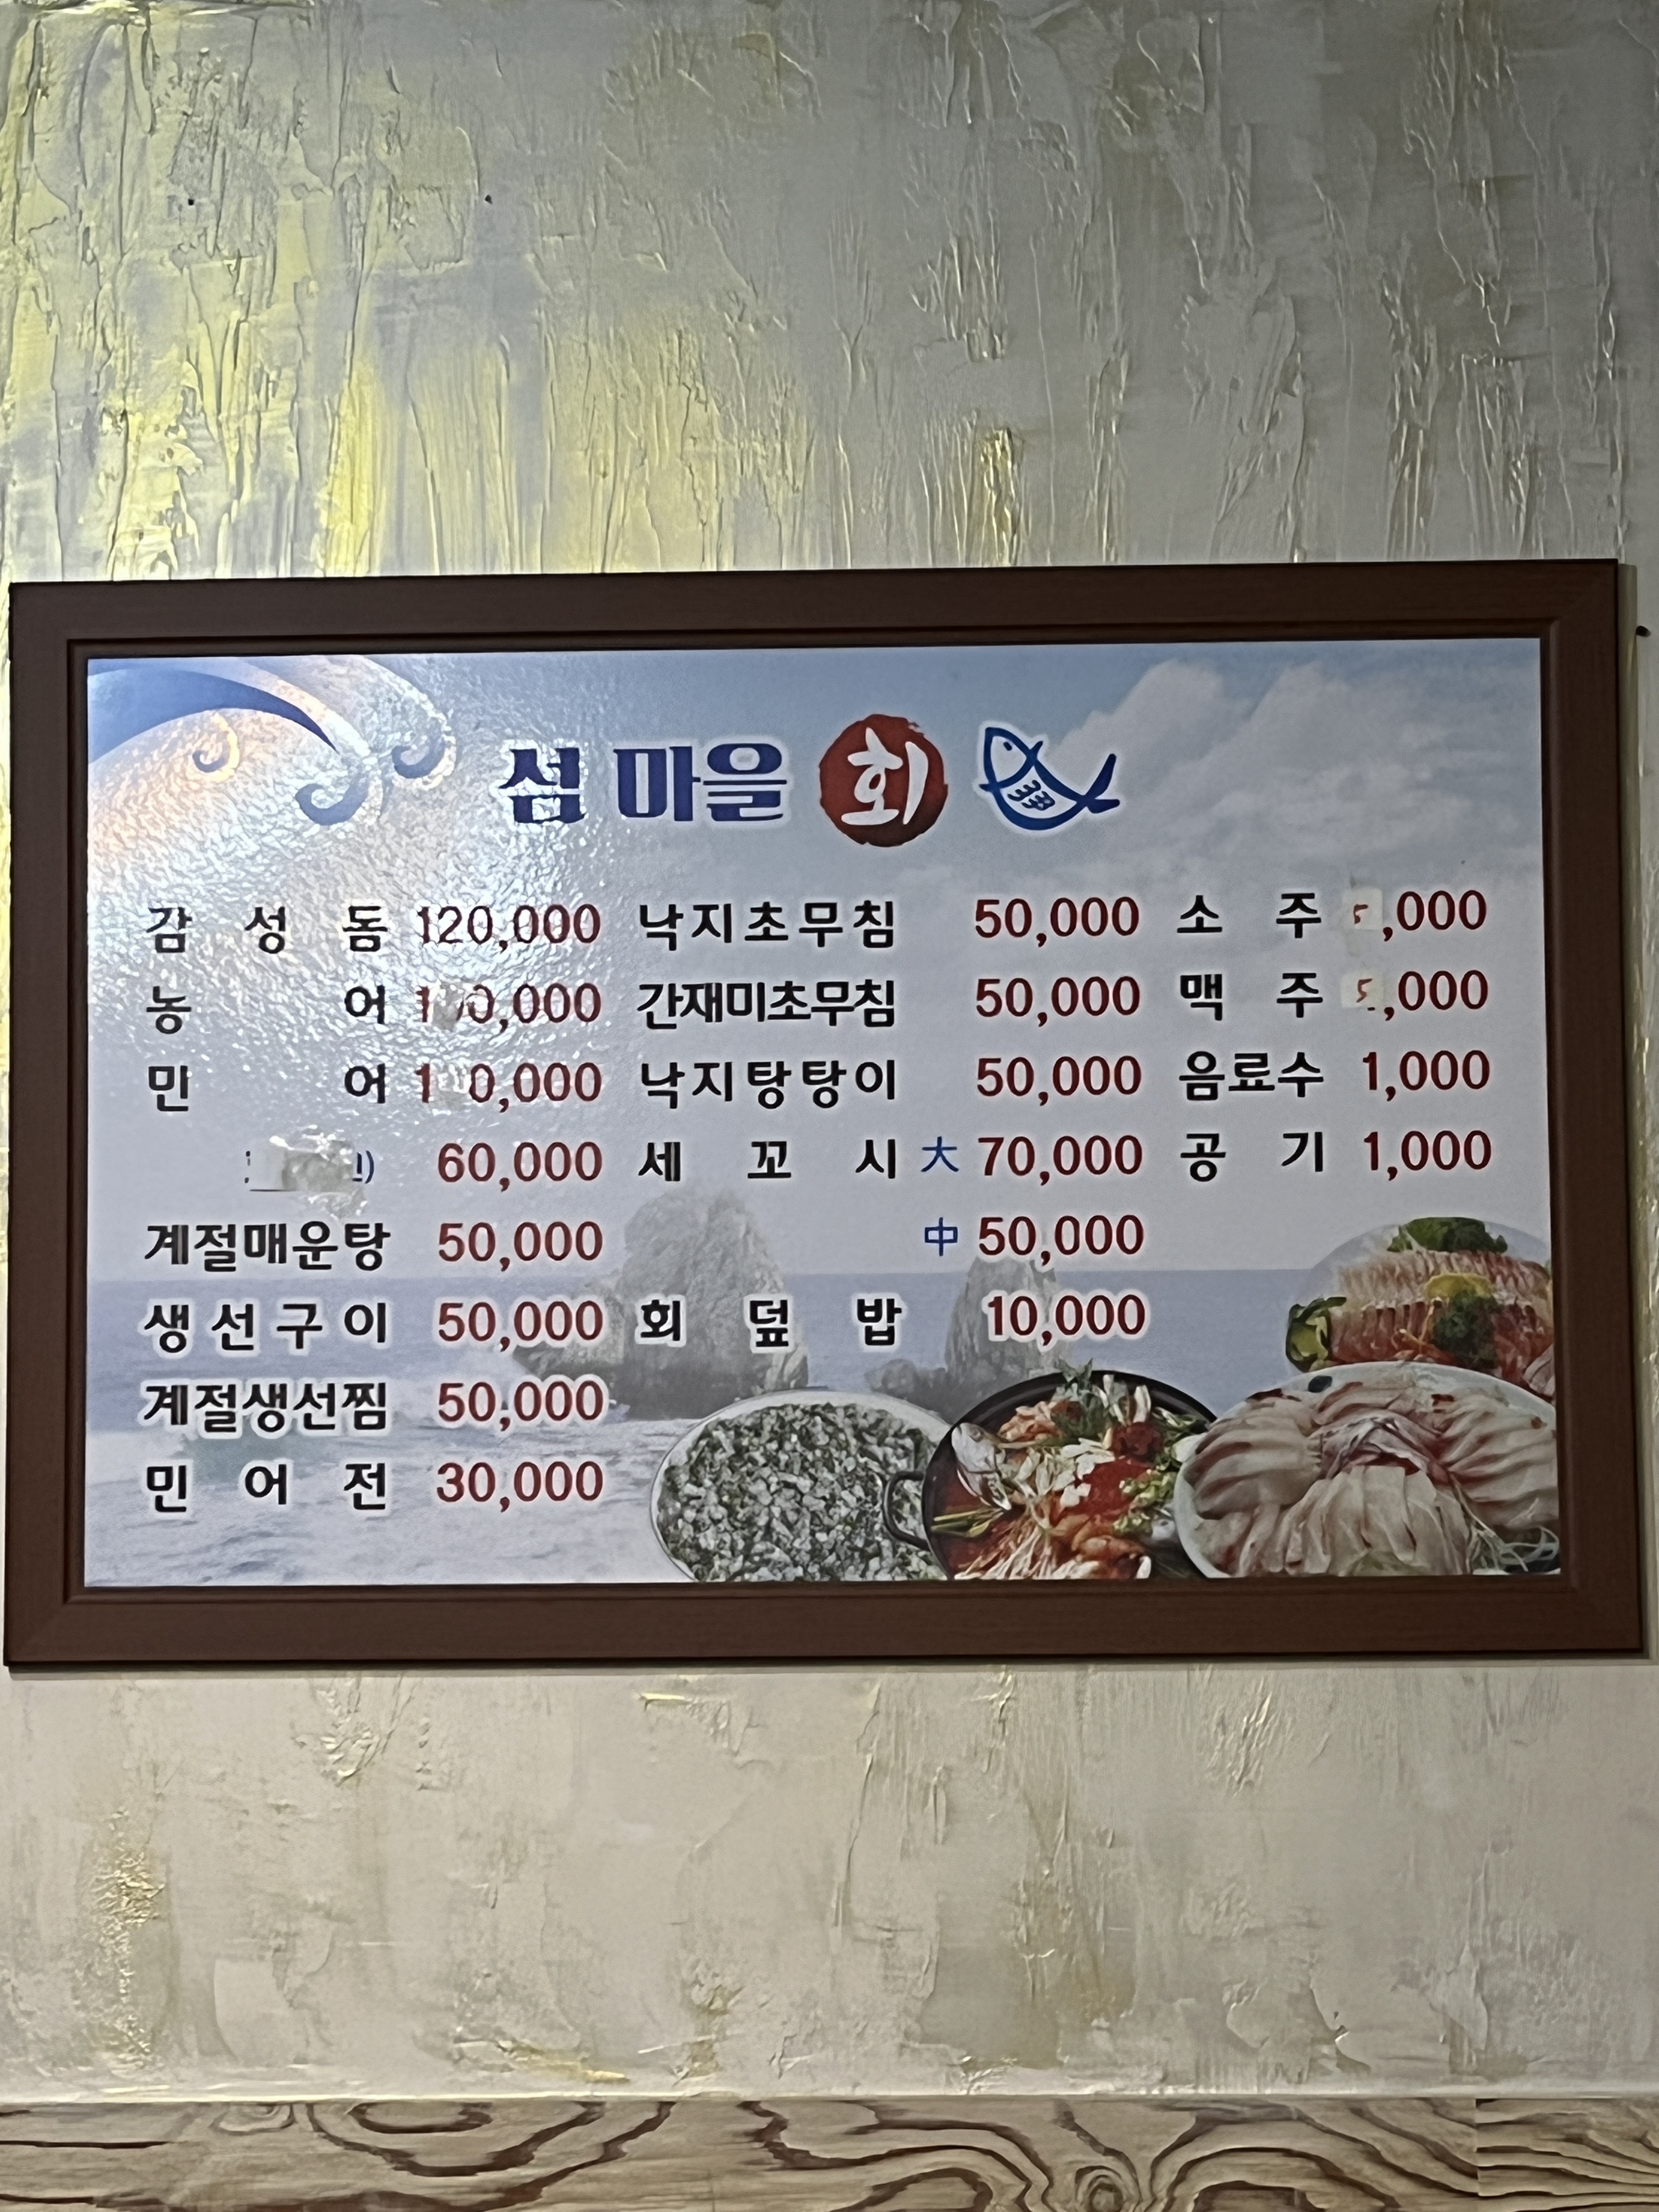 섬 마을 회
감 성 돔 120,000
농 어
민 어
60,000
계절매운탕 50,000
생선구이 50,000
계절생선찜 50,000
민 어 전 30,000
낙지초무침 50,000
간재미초무침 50,000
낙지탕탕이 50,000
세 꼬 시 大 70,000
中 50,000
회 덮 밥 10,000
소 주 5,000
맥 주 5,000
음료수 1,000
공 기 1,000